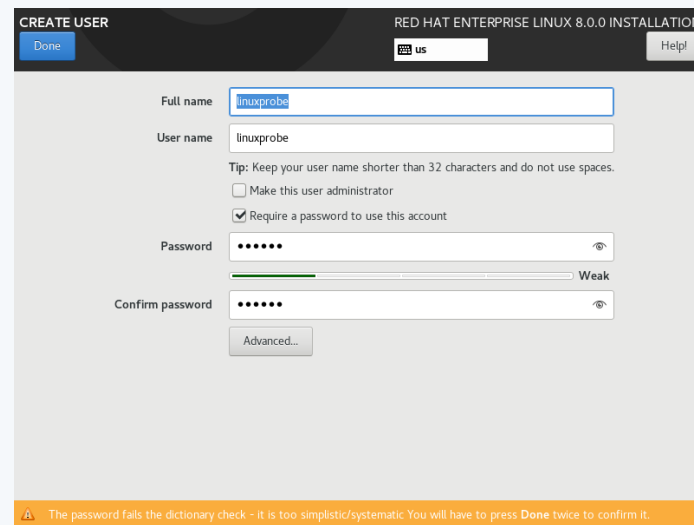 CREATE USER
RED HAT ENTERPRISE LINUX 8.0.0 INSTALLATION
Done
us
Help!
Full name
linuxprobe
User name
linuxprobe
Tip: Keep your user name shorter than 32 characters and do not use spaces.
Make this user administrator
Require a password to use this account
Password
••••••
Weak
Confirm password
••••••
Advanced...
The password fails the dictionary check - it is too simplistic/systematic You will have to press Done twice to confirm it.